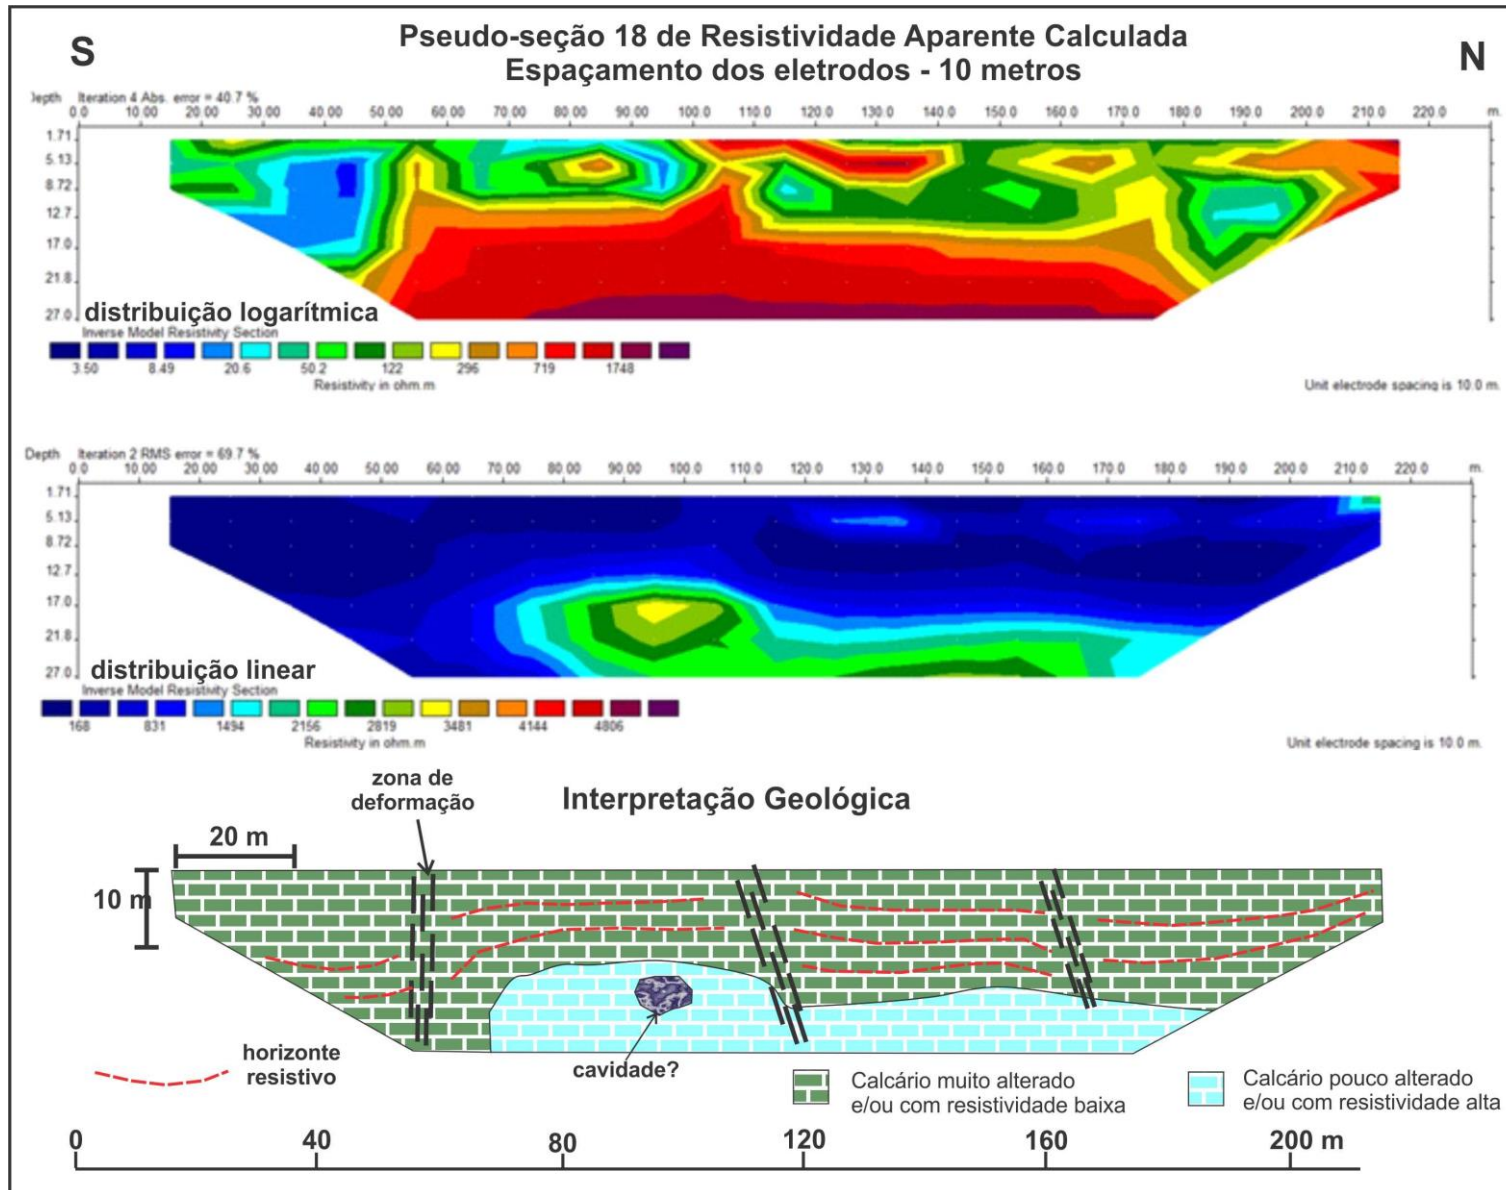 S
Pseudo-seção 18 de Resistividade Aparente Calculada
Espaçamento dos eletrodos - 10 metros
N
Depth Iteration 4 Abs. error = 40.7 %
0.0 10.00 20.00 30.00 40.00 50.00 60.00 70.00 80.00 90.00 100.0 110.0 120.0 130.0 140.0 150.0 160.0 170.0 180.0 190.0 200.0 210.0 220.0 m.
1.71
5.13
8.72
12.7
17.0
21.8
27.0
distribuição logarítmica
Inverse Model Resistivity Section
3.50 8.49 20.6 50.2 122 296 719 1748
Resistivity in ohm.m
Unit electrode spacing is 10.0 m.
Depth Iteration 2 RMS error = 69.7 %
0.0 10.00 20.00 30.00 40.00 50.00 60.00 70.00 80.00 90.00 100.0 110.0 120.0 130.0 140.0 150.0 160.0 170.0 180.0 190.0 200.0 210.0 220.0 m.
1.71
5.13
8.72
12.7
17.0
21.8
27.0
distribuição linear
Inverse Model Resistivity Section
168 831 1494 2156 2819 3481 4144 4806
Resistivity in ohm.m
Unit electrode spacing is 10.0 m.
zona de
deformação
Interpretação Geológica
20 m
10 m
horizonte
resistivo
cavidade?
Calcário muito alterado
e/ou com resistividade baixa
Calcário pouco alterado
e/ou com resistividade alta
0 40 80 120 160 200 m